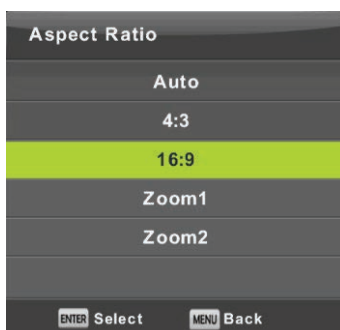 Aspect Ratio
Auto
4:3
16:9
Zoom1
Zoom2
ENTER Select MENU Back